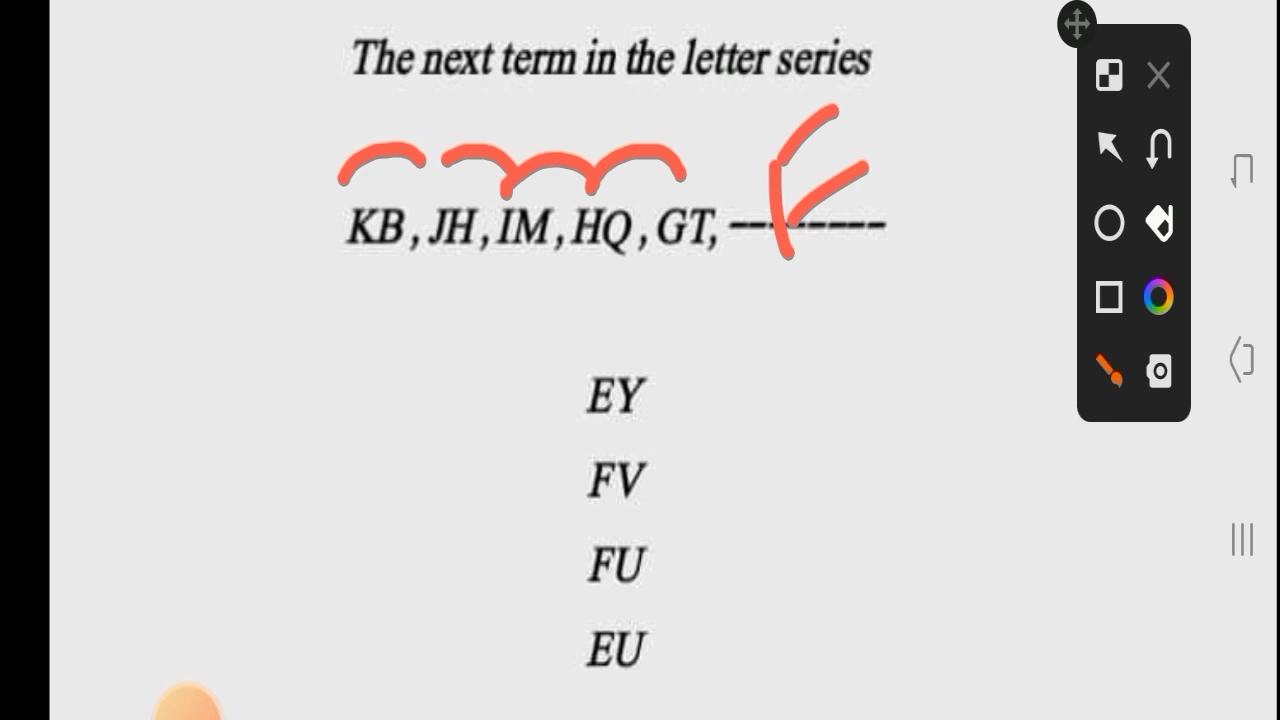 The next term in the letter series
F
KB , JH , IM , HQ , GT, ---------
EY
FV
FU
EU